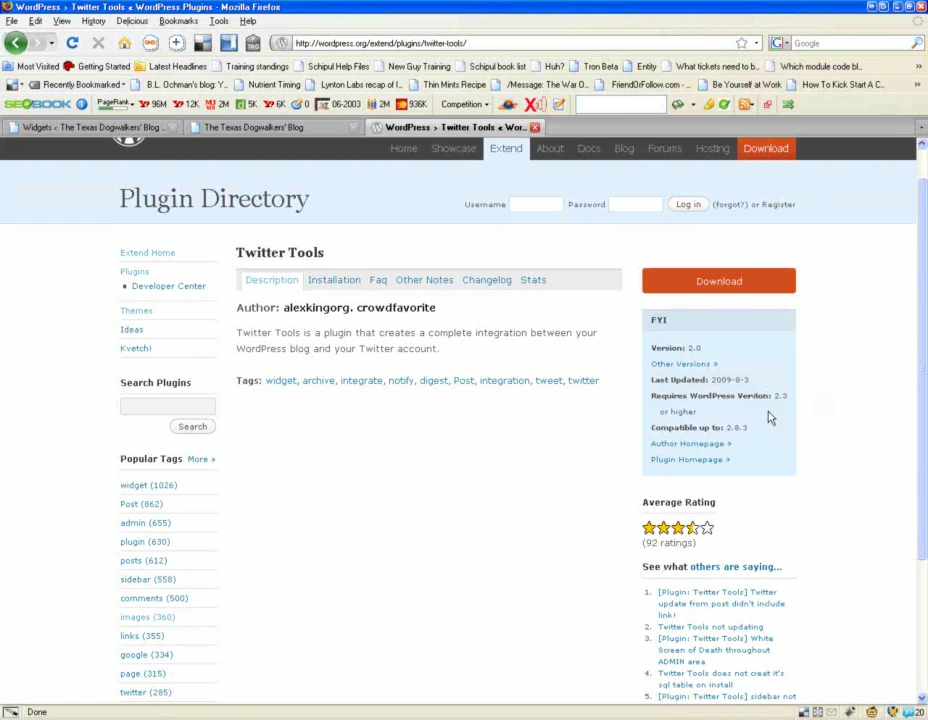 WordPress › Twitter Tools « WordPress Plugins - Mozilla Firefox
File Edit View History Delicious Bookmarks Tools Help
http://wordpress.org/extend/plugins/twitter-tools/
Google
Most Visited Getting Started Latest Headlines Training standings Schipul Help Files New Guy Training Schipul book list Huh? Tron Beta Entity What tickets need to b... Which module code bl...
Recently Bookmarked B.L. Ochman's blog: Y... Nutrient Timing Lynton Labs recap of I... Thin Mints Recipe /Message: The War O... FriendOrFollow.com - ... Be Yourself at Work How To Kick Start A C...
SEOBOOK PageRank 96M 12K 2M 5K 6K 0 06-2003 2M 936K Competition
Widgets ‹ The Texas Dogwalkers' Blog ...
The Texas Dogwalkers' Blog
WordPress › Twitter Tools « Wor...
Home Showcase Extend About Docs Blog Forums Hosting Download
Plugin Directory
Username Password Log in (forgot?) or Register
Extend Home
Plugins
Developer Center
Themes
Ideas
Kvetch!
Search Plugins
Search
Popular Tags More »
widget (1026)
Post (862)
admin (655)
plugin (630)
posts (612)
sidebar (558)
comments (500)
images (360)
links (355)
google (334)
page (315)
twitter (285)
Twitter Tools
Description Installation Faq Other Notes Changelog Stats
Author: alexkingorg, crowdfavorite
Twitter Tools is a plugin that creates a complete integration between your
WordPress blog and your Twitter account.
Tags: widget, archive, integrate, notify, digest, Post, integration, tweet, twitter
Download
FYI
Version: 2.0
Other Versions »
Last Updated: 2009-8-3
Requires WordPress Version: 2.3
or higher
Compatible up to: 2.8.3
Author Homepage »
Plugin Homepage »
Average Rating
(92 ratings)
See what others are saying...
1. [Plugin: Twitter Tools] Twitter
update from post didn't include
link!
2. Twitter Tools not updating
3. [Plugin: Twitter Tools] White
Screen of Death throughout
ADMIN area
4. Twitter Tools does not creat it's
sql table on install
5. [Plugin: Twitter Tools] sidebar not
Done
20